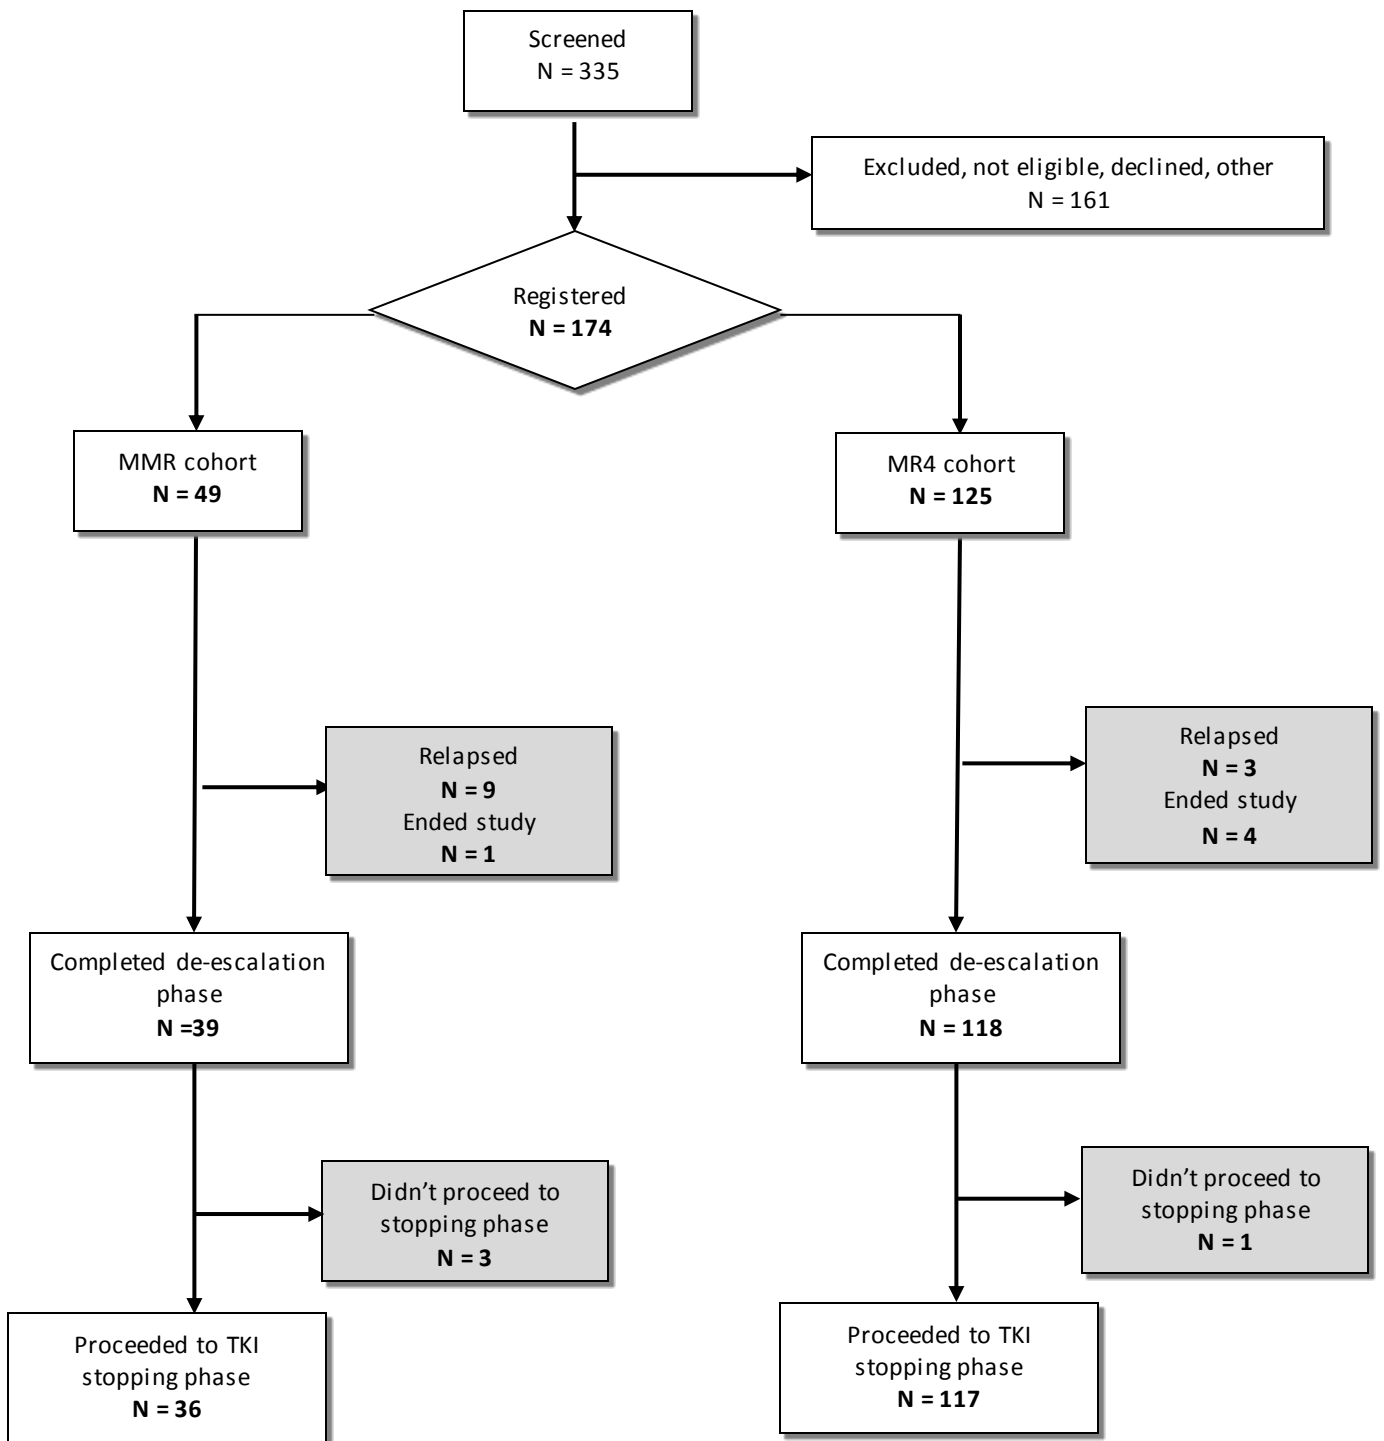 Screened
N = 335
Excluded, not eligible, declined, other
N = 161
Registered
N = 174
MMR cohort
N = 49
MR4 cohort
N = 125
Relapsed
N = 9
Ended study
N = 1
Relapsed
N = 3
Ended study
N = 4
Completed de-escalation
phase
N =39
Completed de-escalation
phase
N = 118
Didn’t proceed to
stopping phase
N = 3
Didn’t proceed to
stopping phase
N = 1
Proceeded to TKI
stopping phase
N = 36
Proceeded to TKI
stopping phase
N = 117